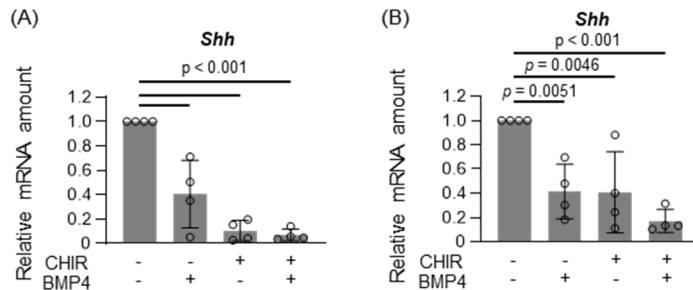 (A)
Shh
p < 0.001
Relative mRNA amount
1.2
1.0
0.8
0.6
0.4
0.2
0
CHIR - - + +
BMP4 - + - +
(B)
Shh
p < 0.001
p = 0.0046
p = 0.0051
Relative mRNA amount
1.2
1.0
0.8
0.6
0.4
0.2
0
CHIR - - + +
BMP4 - + - +